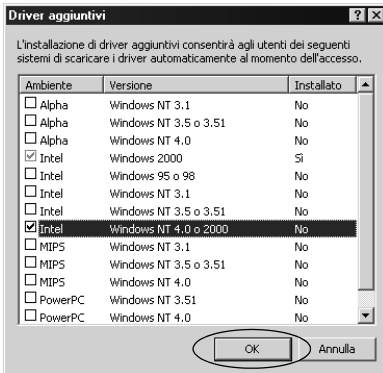 Driver aggiuntivi
L'installazione di driver aggiuntivi consentirà agli utenti dei seguenti
sistemi di scaricare i driver automaticamente al momento dell'accesso.
Ambiente Versione Installato
Alpha Windows NT 3.1 No
Alpha Windows NT 3.5 o 3.51 No
Alpha Windows NT 4.0 No
Intel Windows 2000 Sì
Intel Windows 95 o 98 No
Intel Windows NT 3.1 No
Intel Windows NT 3.5 o 3.51 No
Intel Windows NT 4.0 o 2000 No
MIPS Windows NT 3.1 No
MIPS Windows NT 3.5 o 3.51 No
MIPS Windows NT 4.0 No
PowerPC Windows NT 3.51 No
PowerPC Windows NT 4.0 No
OK Annulla